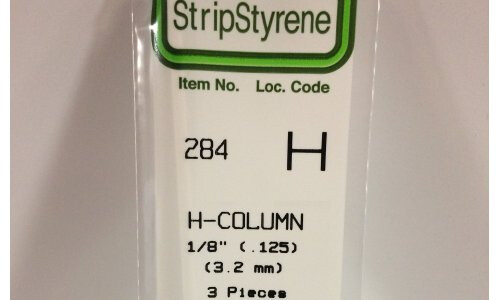 StripStyrene
Item No. Loc. Code
284 H
H-COLUMN
1/8" (.125)
(3.2 mm)
3 Pieces